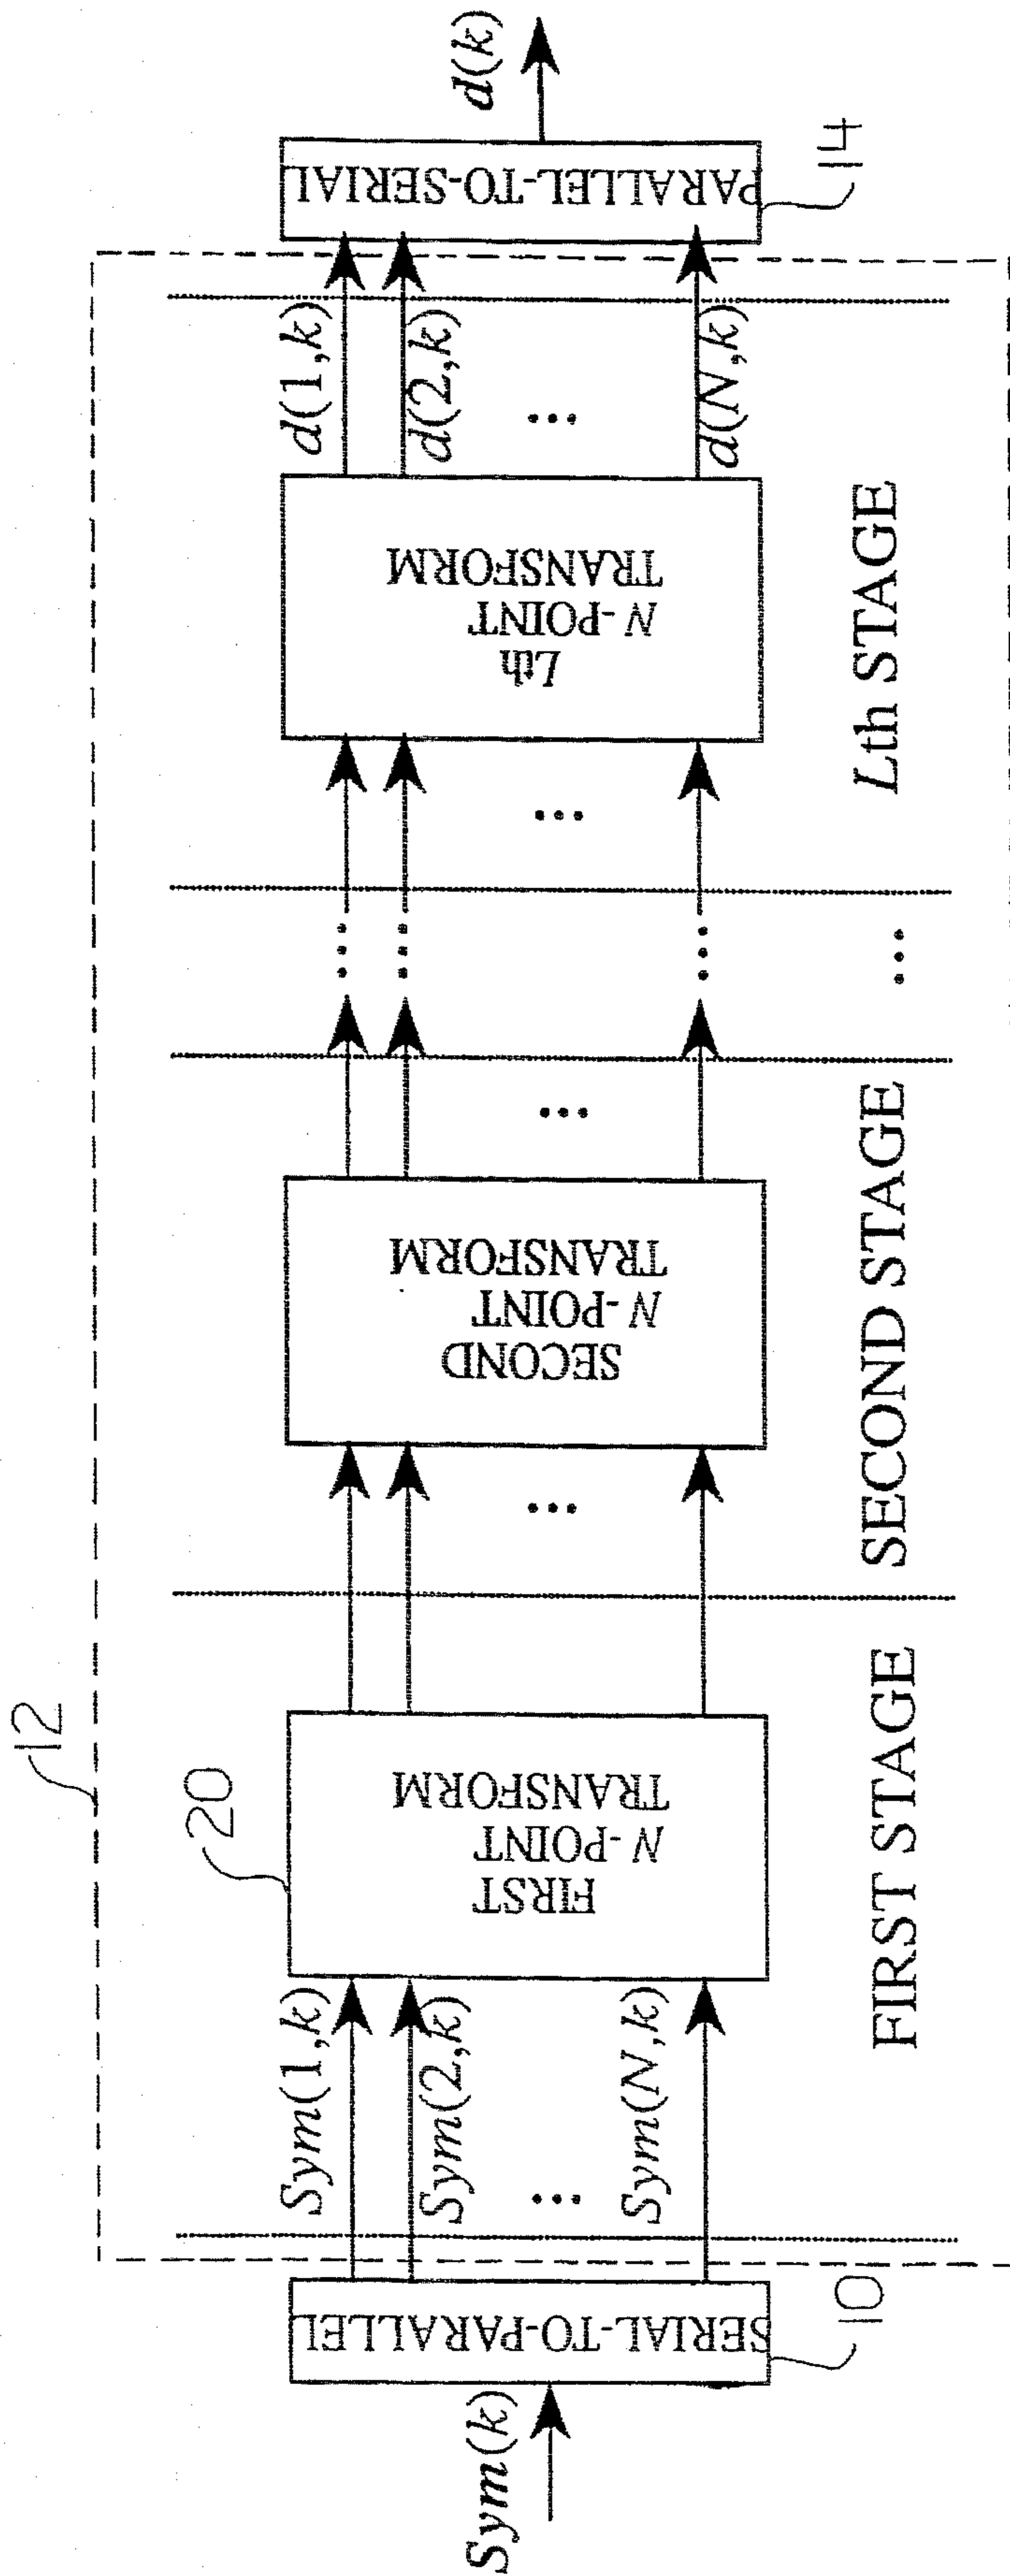 12
Sym(k)
SERIAL-TO-PARALLEL
10
Sym(1,k)
Sym(2,k)
...
Sym(N,k)
20
FIRST
N-POINT
TRANSFORM
FIRST STAGE
...
SECOND
N-POINT
TRANSFORM
...
SECOND STAGE
...
...
...
...
...
Lth
N-POINT
TRANSFORM
Lth STAGE
d(1,k)
d(2,k)
...
d(N,k)
PARALLEL-TO-SERIAL
14
d(k)